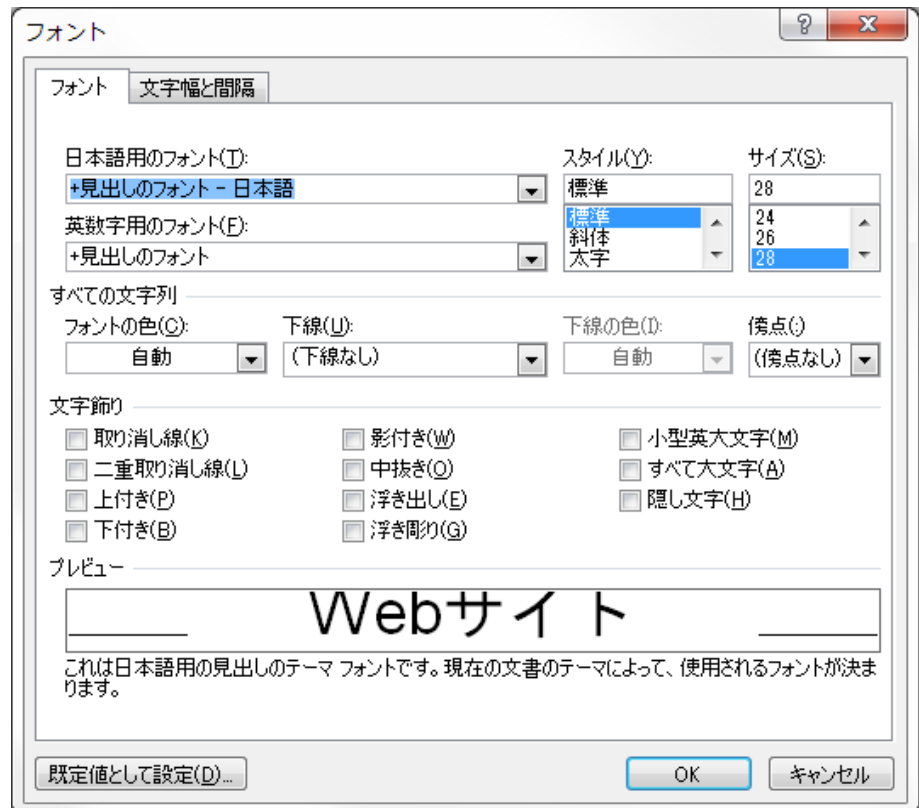 フォント
フォント 文字幅と間隔
日本語用のフォント(T): スタイル(Y): サイズ(S):
+見出しのフォント - 日本語 標準 28
英数字用のフォント(F): 標準 24
斜体 26
+見出しのフォント 太字 28
すべての文字列
フォントの色(C): 下線(U): 下線の色(I): 傍点(:)
自動 (下線なし) 自動 (傍点なし)
文字飾り
取り消し線(K) 影付き(W) 小型英大文字(M)
二重取り消し線(L) 中抜き(O) すべて大文字(A)
上付き(P) 浮き出し(E) 隠し文字(H)
下付き(B) 浮き彫り(G)
プレビュー
Webサイト
これは日本語用の見出しのテーマ フォントです。現在の文書のテーマによって、使用されるフォントが決ま
ります。
既定値として設定(D)... OK キャンセル